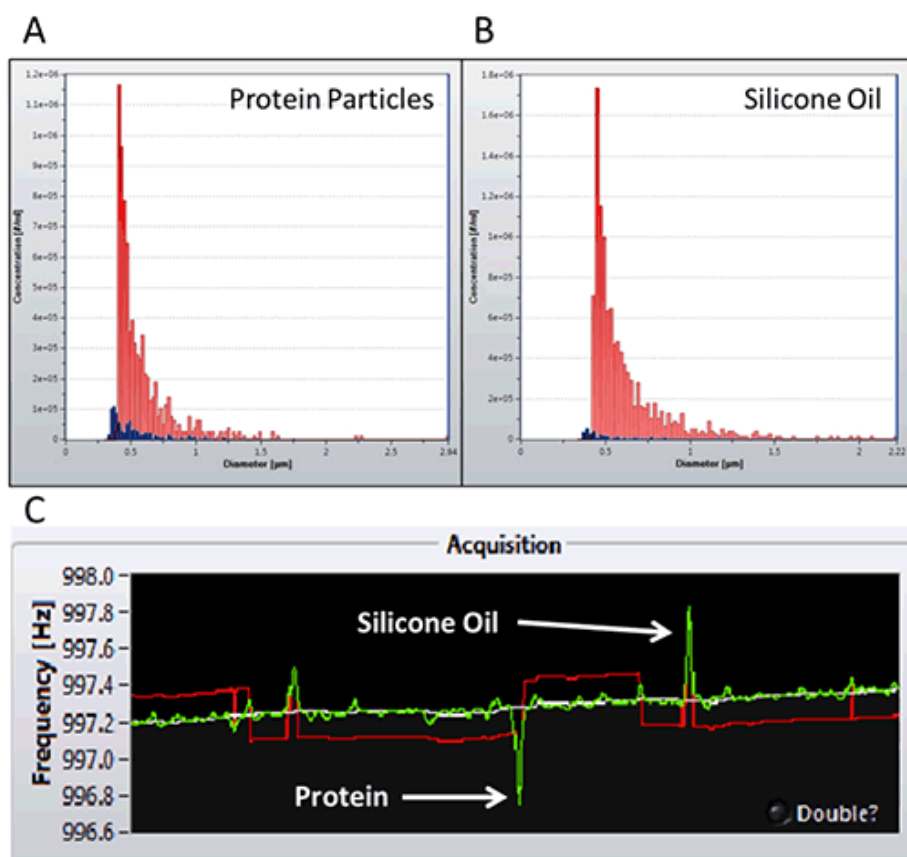 A
B
Protein Particles
Silicone Oil
1.2e+06
1.1e+06
1e+06
9e+05
8e+05
7e+05
6e+05
5e+05
4e+05
3e+05
2e+05
1e+05
0
Concentration [#/ml]
0
0.5
1
1.5
2
2.5
2.94
Diameter [µm]
1.8e+06
1.6e+06
1.4e+06
1.2e+06
1e+06
8e+05
6e+05
4e+05
2e+05
0
Concentration [#/ml]
0
0.5
1
1.5
2
2.22
Diameter [µm]
C
Acquisition
998.0
997.8
997.6
997.4
997.2
997.0
996.8
996.6
Frequency [Hz]
Silicone Oil
Protein
Double?